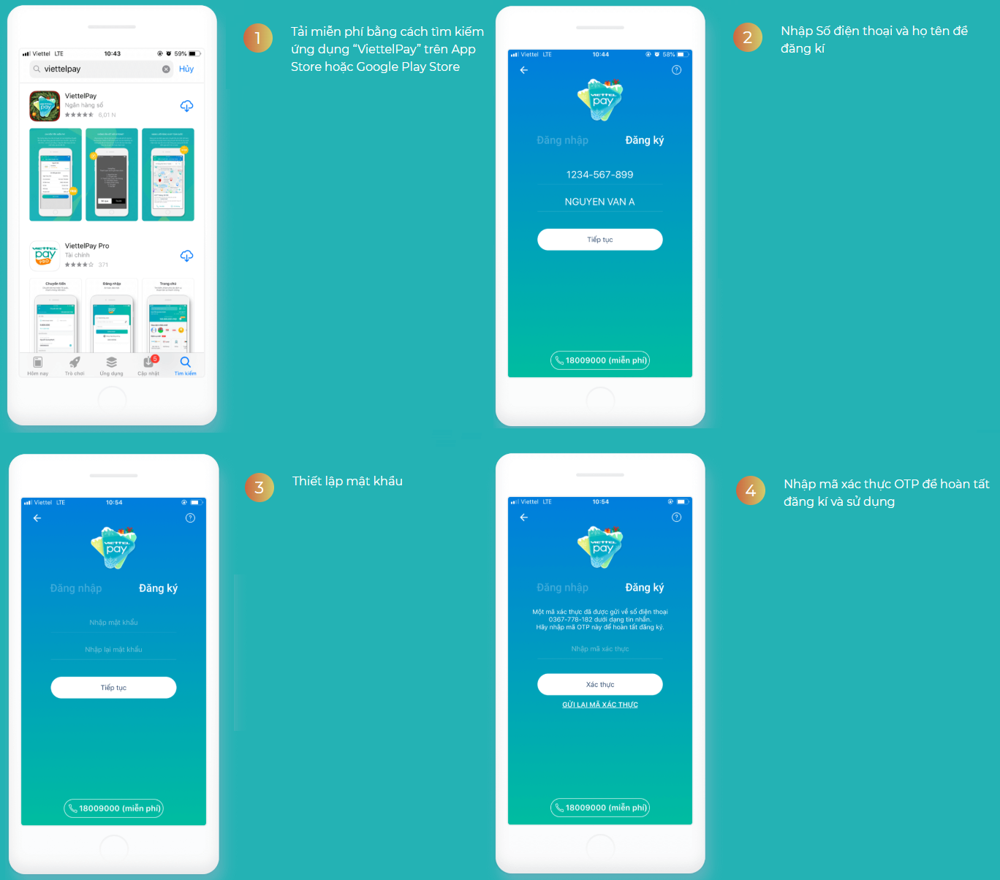 Viettel LTE 10:43 59%
viettelpay Hủy
ViettelPay
Ngân hàng số
6,01 N
ViettelPay Pro
Tài chính
371
Chuyển tiền Đăng nhập Trang chủ
5
Hôm nay Trò chơi Ứng dụng Cập nhật Tìm kiếm
1
Tải miễn phí bằng cách tìm kiếm
ứng dụng “ViettelPay” trên App
Store hoặc Google Play Store
Viettel LTE 10:44 58%
VIETTEL
pay
Đăng nhập Đăng ký
1234-567-899
NGUYEN VAN A
Tiếp tục
18009000 (miễn phí)
2
Nhập Số điện thoại và họ tên để
đăng kí
Viettel LTE 10:54
VIETTEL
pay
Đăng nhập Đăng ký
Nhập mật khẩu
Nhập lại mật khẩu
Tiếp tục
18009000 (miễn phí)
3
Thiết lập mật khẩu
Viettel LTE 10:54
VIETTEL
pay
Đăng nhập Đăng ký
Một mã xác thực đã được gửi về số điện thoại
0367-778-182 dưới dạng tin nhắn.
Hãy nhập mã OTP này để hoàn tất đăng ký.
Nhập mã xác thực
Xác thực
GỬI LẠI MÃ XÁC THỰC
18009000 (miễn phí)
4
Nhập mã xác thực OTP để hoàn tất
đăng kí và sử dụng